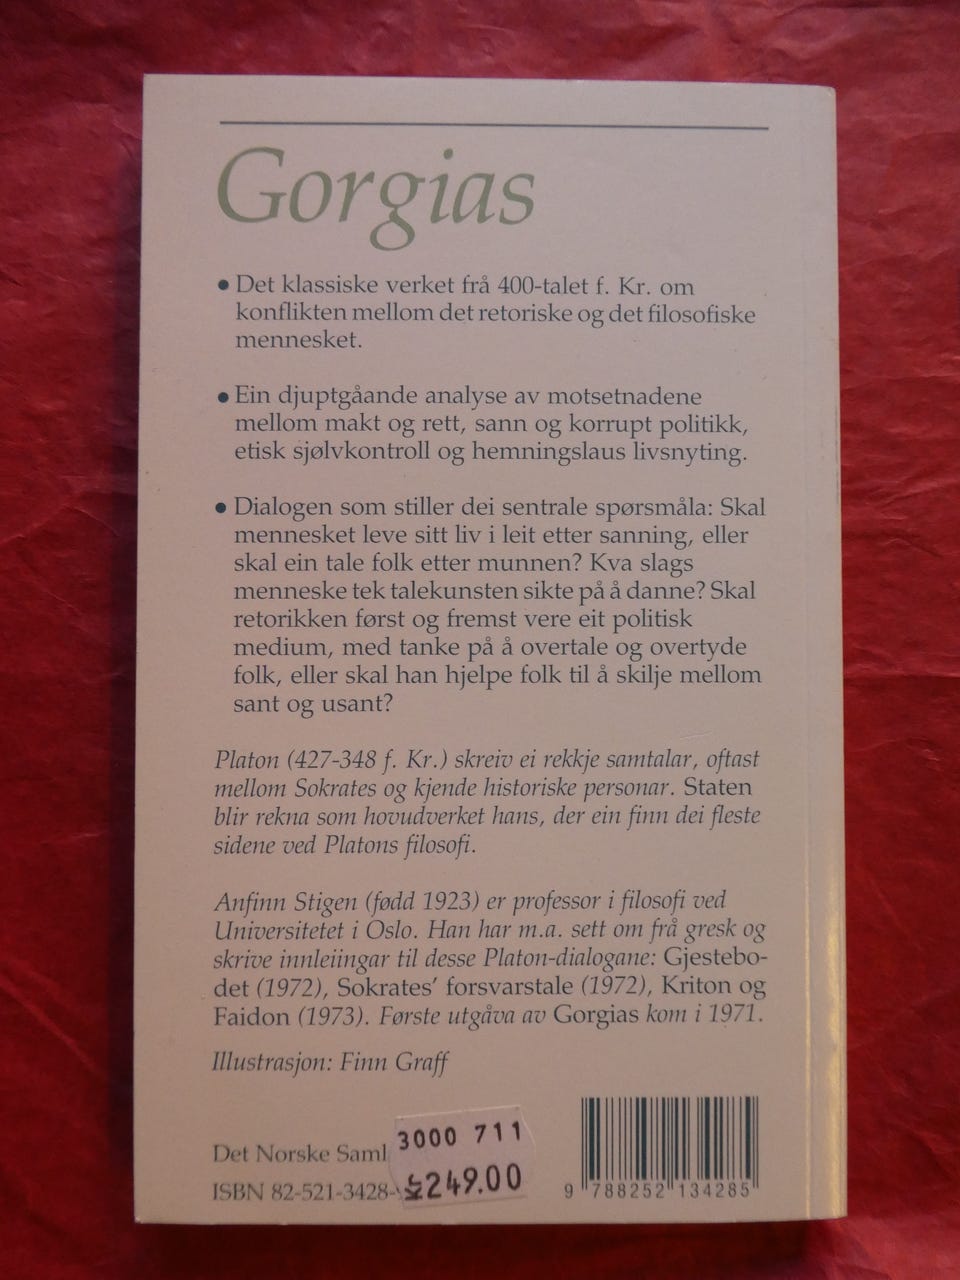 Gorgias
• Det klassiske verket frå 400-talet f. Kr. om
konflikten mellom det retoriske og det filosofiske
mennesket.
• Ein djuptgåande analyse av motsetnadene
mellom makt og rett, sann og korrupt politikk,
etisk sjølvkontroll og hemningslaus livsnyting.
• Dialogen som stiller dei sentrale spørsmåla: Skal
mennesket leve sitt liv i leit etter sanning, eller
skal ein tale folk etter munnen? Kva slags
menneske tek talekunsten sikte på å danne? Skal
retorikken først og fremst vere eit politisk
medium, med tanke på å overtale og overtyde
folk, eller skal han hjelpe folk til å skilje mellom
sant og usant?
Platon (427-348 f. Kr.) skreiv ei rekkje samtalar, oftast
mellom Sokrates og kjende historiske personar. Staten
blir rekna som hovudverket hans, der ein finn dei fleste
sidene ved Platons filosofi.
Anfinn Stigen (fødd 1923) er professor i filosofi ved
Universitetet i Oslo. Han har m.a. sett om frå gresk og
skrive innleiingar til desse Platon-dialogane: Gjestebo-
det (1972), Sokrates' forsvarstale (1972), Kriton og
Faidon (1973). Første utgåva av Gorgias kom i 1971.
Illustrasjon: Finn Graff
Det Norske Saml
ISBN 82-521-3428-
3000 711
kr 249.00
9 788252 134285